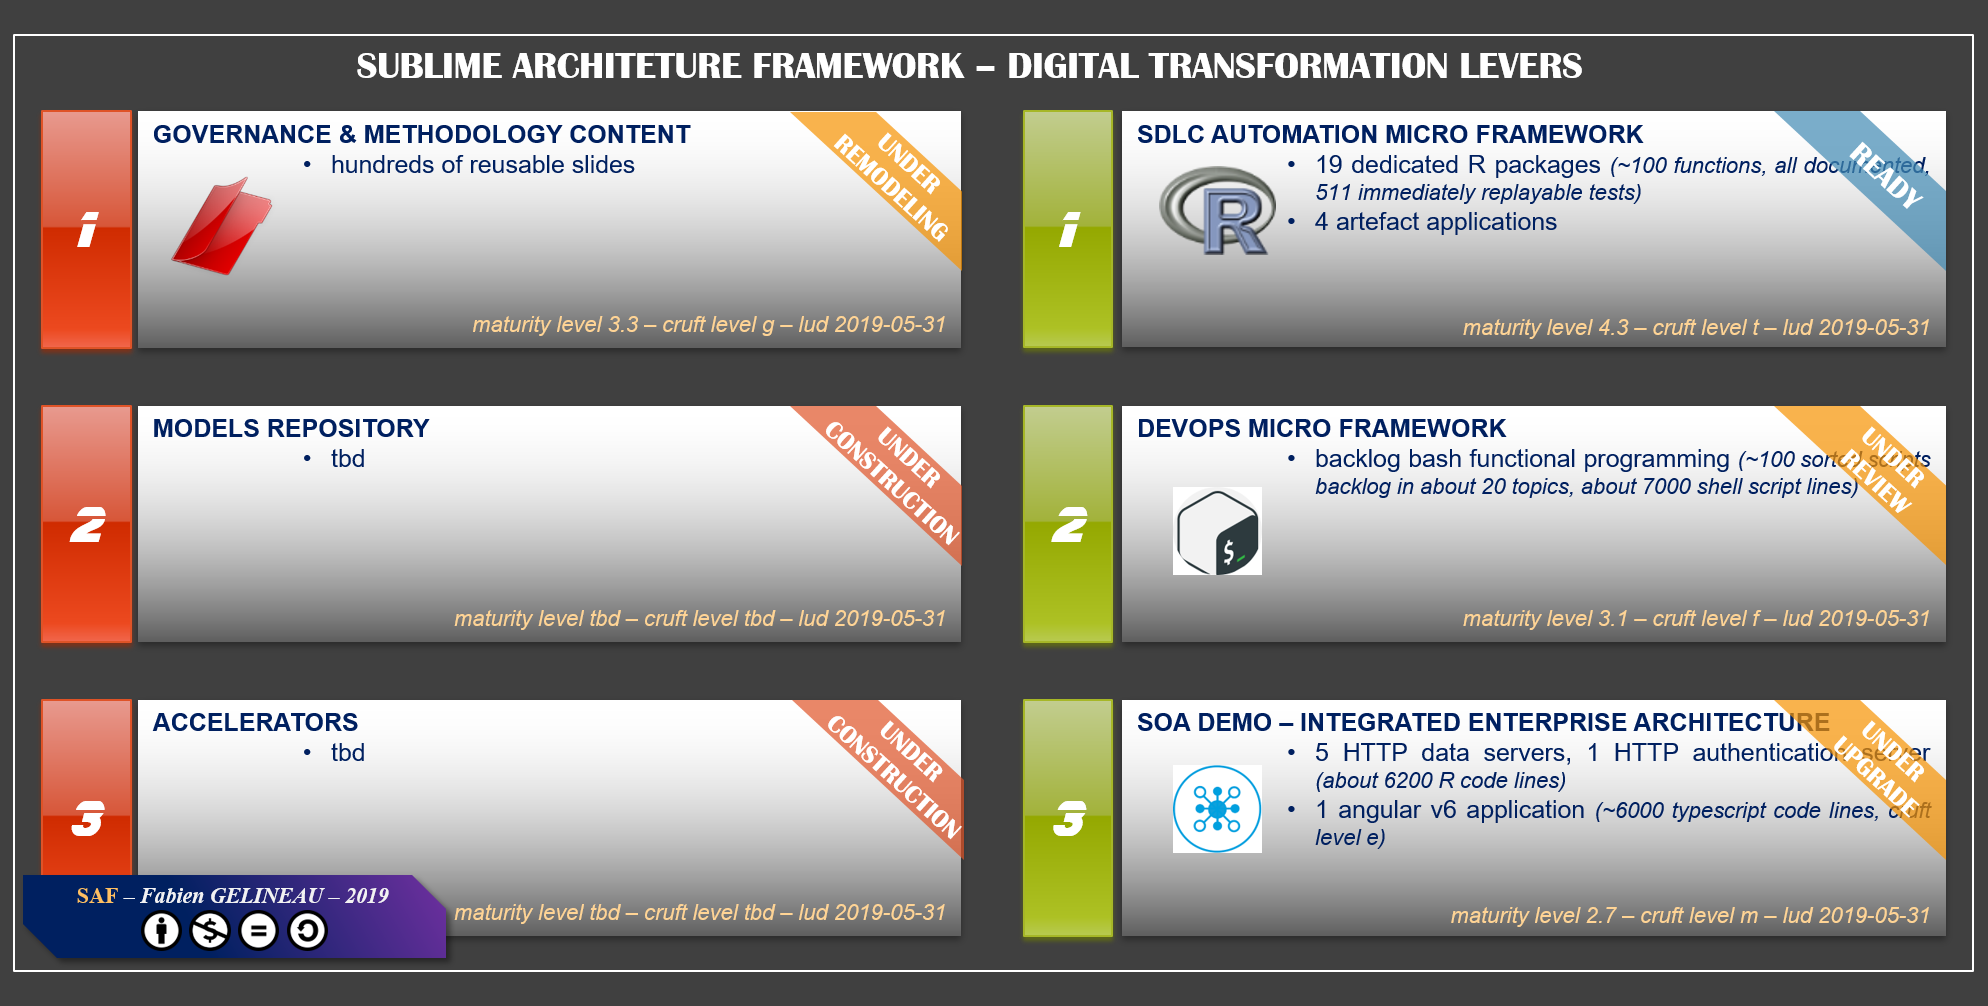 SUBLIME ARCHITETURE FRAMEWORK – DIGITAL TRANSFORMATION LEVERS
1
GOVERNANCE & METHODOLOGY CONTENT
• hundreds of reusable slides
UNDER
REMODELING
maturity level 3.3 – cruft level g – lud 2019-05-31
2
MODELS REPOSITORY
• tbd
UNDER
CONSTRUCTION
maturity level tbd – cruft level tbd – lud 2019-05-31
3
ACCELERATORS
• tbd
UNDER
CONSTRUCTION
maturity level tbd – cruft level tbd – lud 2019-05-31
SAF – Fabien GELINEAU – 2019
1
SDLC AUTOMATION MICRO FRAMEWORK
R
• 19 dedicated R packages (~100 functions, all documented,
511 immediately replayable tests)
• 4 artefact applications
READY
maturity level 4.3 – cruft level t – lud 2019-05-31
2
DEVOPS MICRO FRAMEWORK
• backlog bash functional programming (~100 sorted scripts
backlog in about 20 topics, about 7000 shell script lines)
$_
UNDER
REVIEW
maturity level 3.1 – cruft level f – lud 2019-05-31
3
SOA DEMO – INTEGRATED ENTERPRISE ARCHITECTURE
• 5 HTTP data servers, 1 HTTP authentication server
(about 6200 R code lines)
• 1 angular v6 application (~6000 typescript code lines, cruft
level e)
UNDER
UPGRADE
maturity level 2.7 – cruft level m – lud 2019-05-31